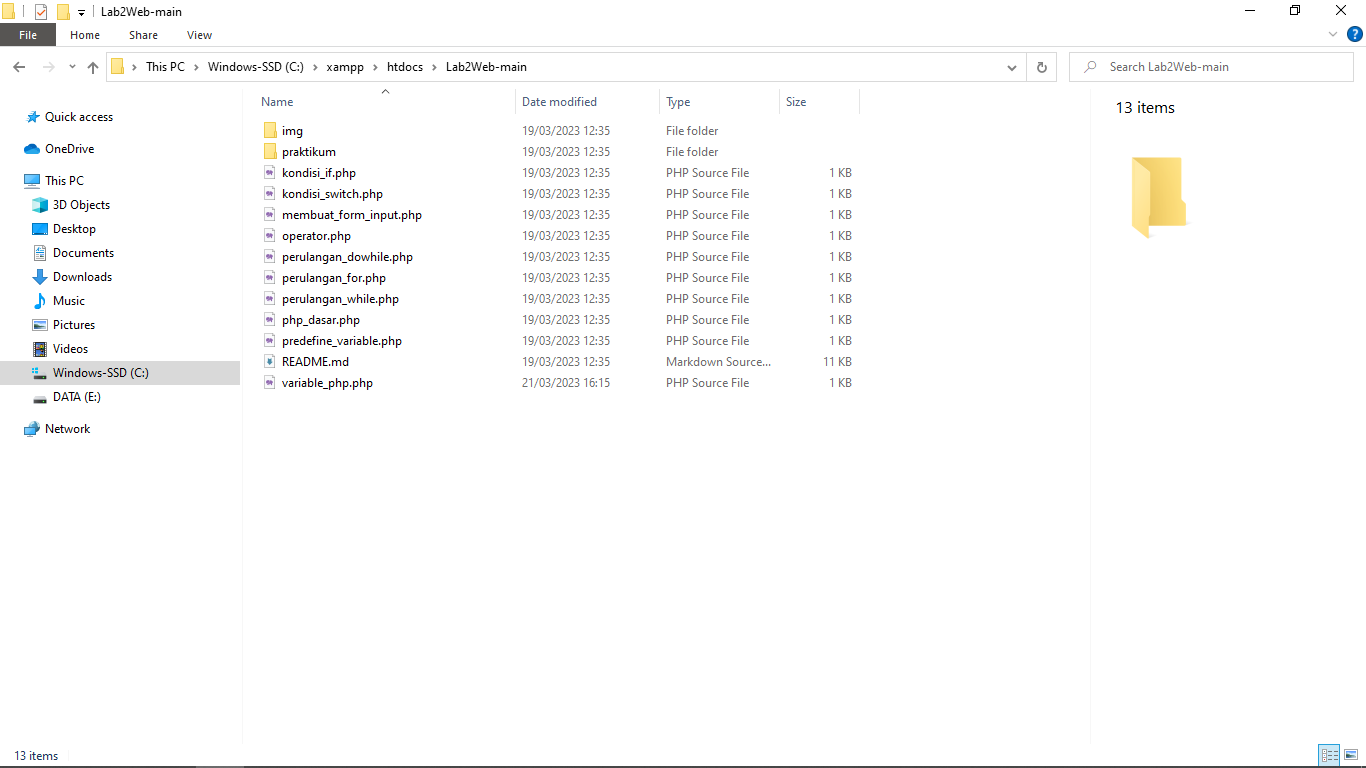 Lab2Web-main
File Home Share View
This PC Windows-SSD (C:) xampp htdocs Lab2Web-main Search Lab2Web-main
Name Date modified Type Size
13 items
Quick access
OneDrive
This PC
3D Objects
Desktop
Documents
Downloads
Music
Pictures
Videos
Windows-SSD (C:)
DATA (E:)
Network
img 19/03/2023 12:35 File folder
praktikum 19/03/2023 12:35 File folder
kondisi_if.php 19/03/2023 12:35 PHP Source File 1 KB
kondisi_switch.php 19/03/2023 12:35 PHP Source File 1 KB
membuat_form_input.php 19/03/2023 12:35 PHP Source File 1 KB
operator.php 19/03/2023 12:35 PHP Source File 1 KB
perulangan_dowhile.php 19/03/2023 12:35 PHP Source File 1 KB
perulangan_for.php 19/03/2023 12:35 PHP Source File 1 KB
perulangan_while.php 19/03/2023 12:35 PHP Source File 1 KB
php_dasar.php 19/03/2023 12:35 PHP Source File 1 KB
predefine_variable.php 19/03/2023 12:35 PHP Source File 1 KB
README.md 19/03/2023 12:35 Markdown Source... 11 KB
variable_php.php 21/03/2023 16:15 PHP Source File 1 KB
13 items